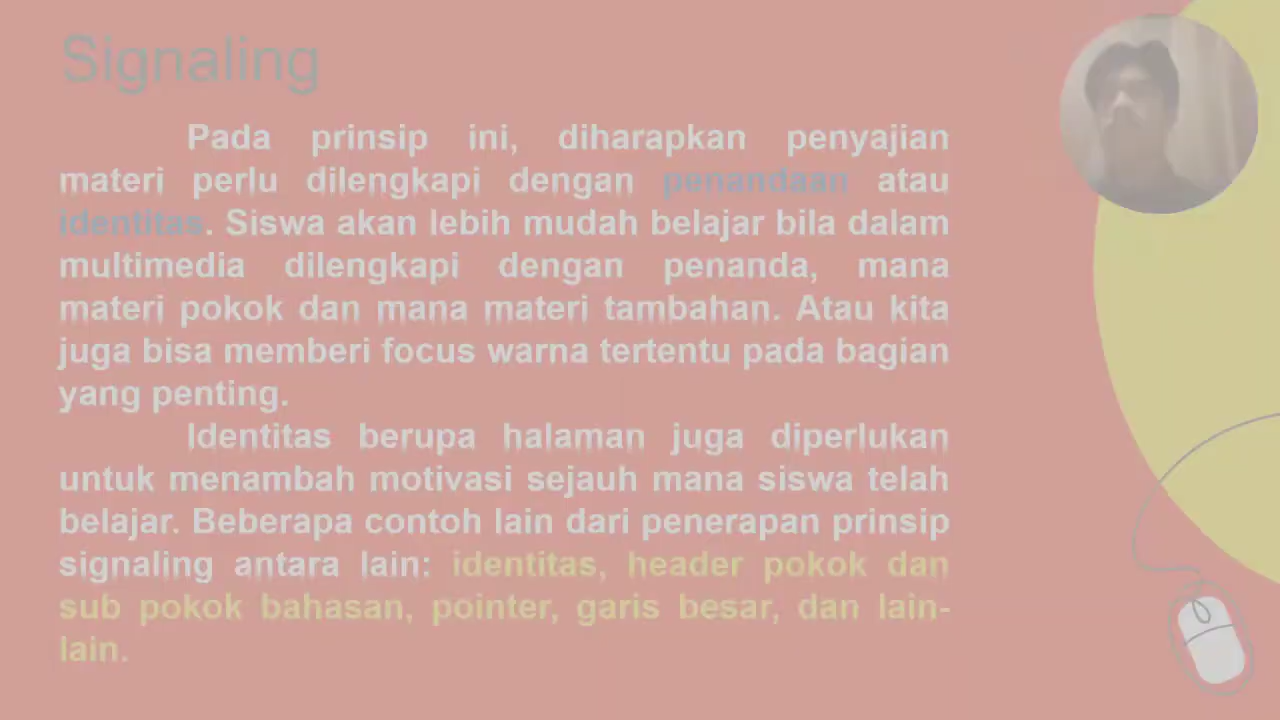 Signaling
Pada prinsip ini, diharapkan penyajian
materi perlu dilengkapi dengan penandaan atau
identitas. Siswa akan lebih mudah belajar bila dalam
multimedia dilengkapi dengan penanda, mana
materi pokok dan mana materi tambahan. Atau kita
juga bisa memberi focus warna tertentu pada bagian
yang penting.
Identitas berupa halaman juga diperlukan
untuk menambah motivasi sejauh mana siswa telah
belajar. Beberapa contoh lain dari penerapan prinsip
signaling antara lain: identitas, header pokok dan
sub pokok bahasan, pointer, garis besar, dan lain-
lain.